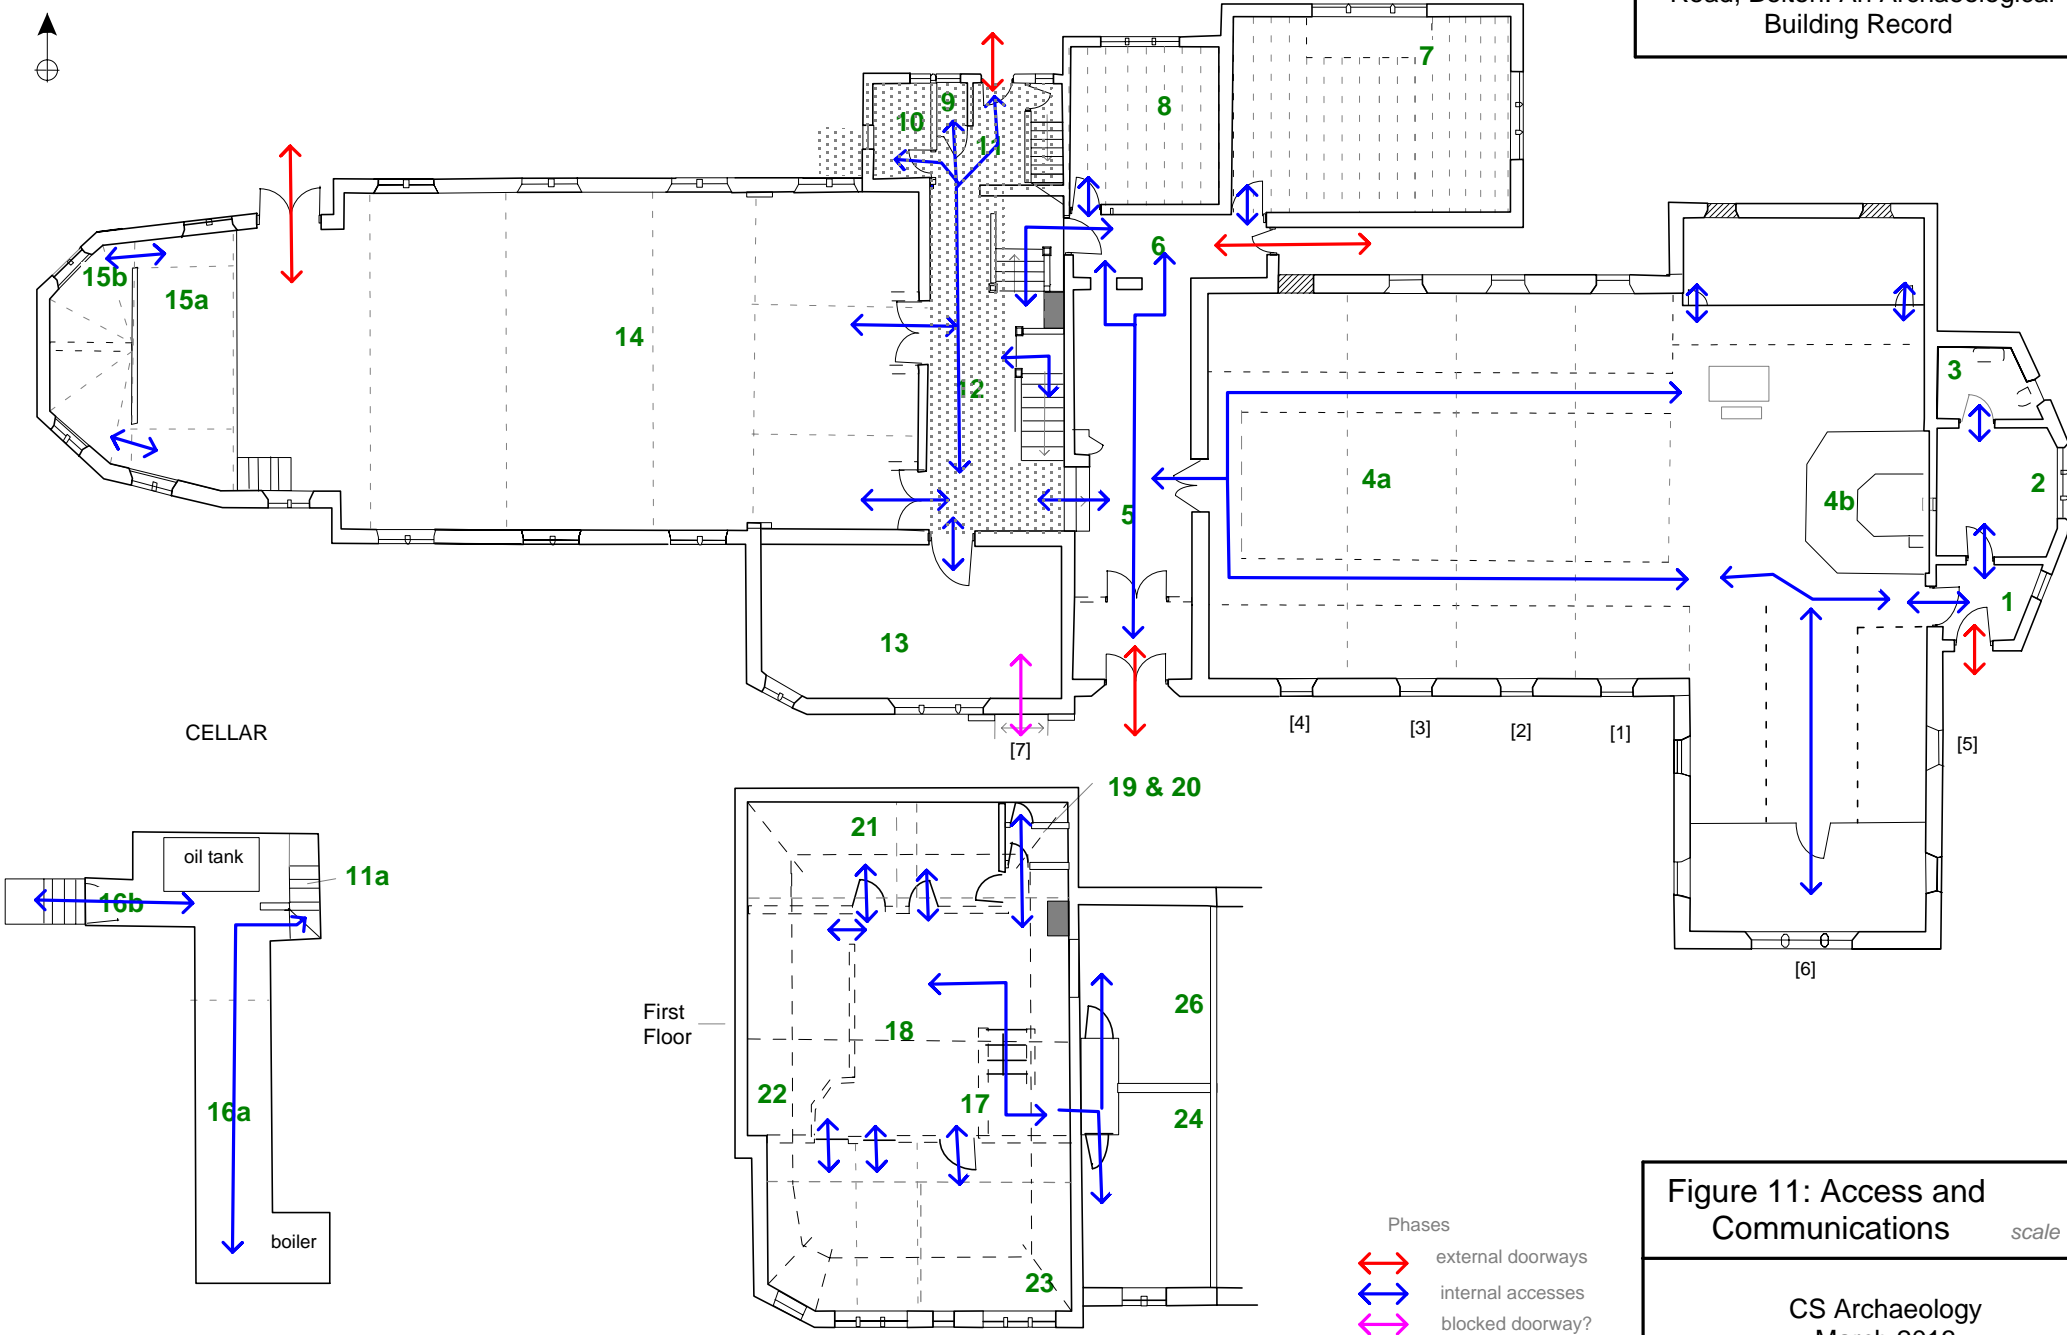 Building Record
7
8
9
10
11
6
15b
15a
14
12
3
2
4a
4b
5
1
13
[4]
[3]
[2]
[1]
[5]
[7]
[6]
CELLAR
oil tank
11a
16b
16a
boiler
19 & 20
21
First
Floor
18
26
22
17
24
23
Phases
external doorways
internal accesses
blocked doorway?
Figure 11: Access and
Communications
scale
CS Archaeology